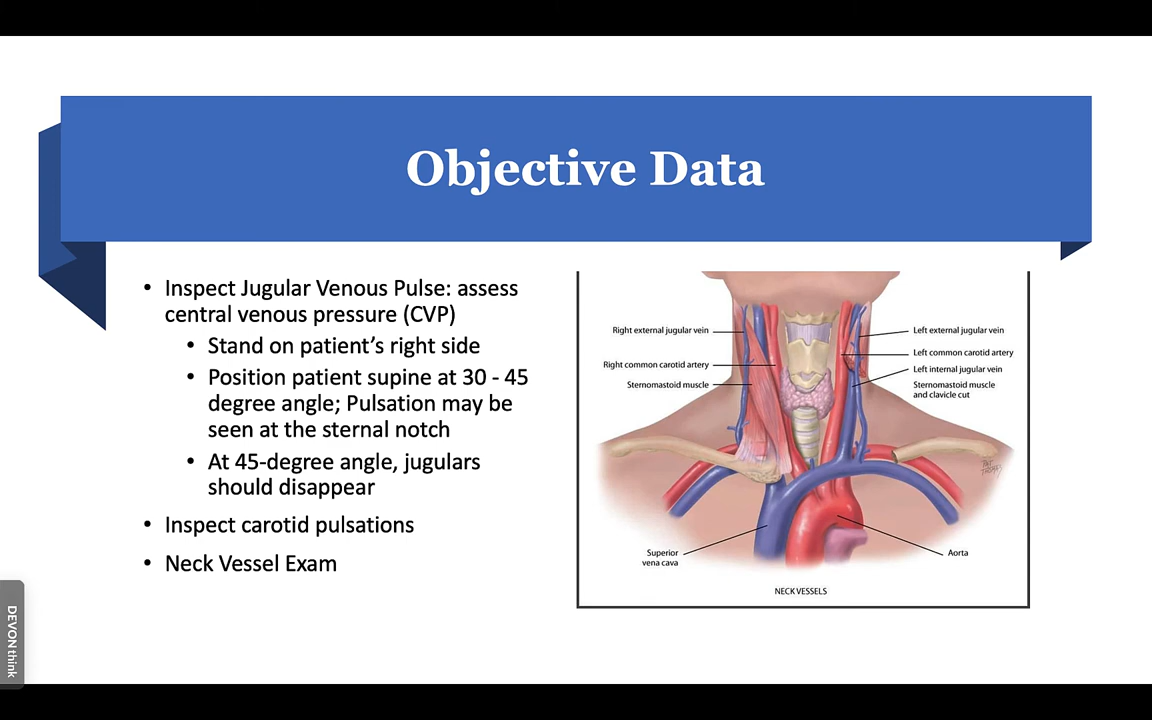 Objective Data
• Inspect Jugular Venous Pulse: assess
central venous pressure (CVP)
• Stand on patient's right side
• Position patient supine at 30 - 45
degree angle; Pulsation may be
seen at the sternal notch
• At 45-degree angle, jugulars
should disappear
• Inspect carotid pulsations
• Neck Vessel Exam
Right external jugular vein
Right common carotid artery
Sternomastoid muscle
Left external jugular vein
Left common carotid artery
Left internal jugular vein
Sternomastoid muscle
and clavicle cut
Superior
vena cava
Aorta
NECK VESSELS
DEVONthink